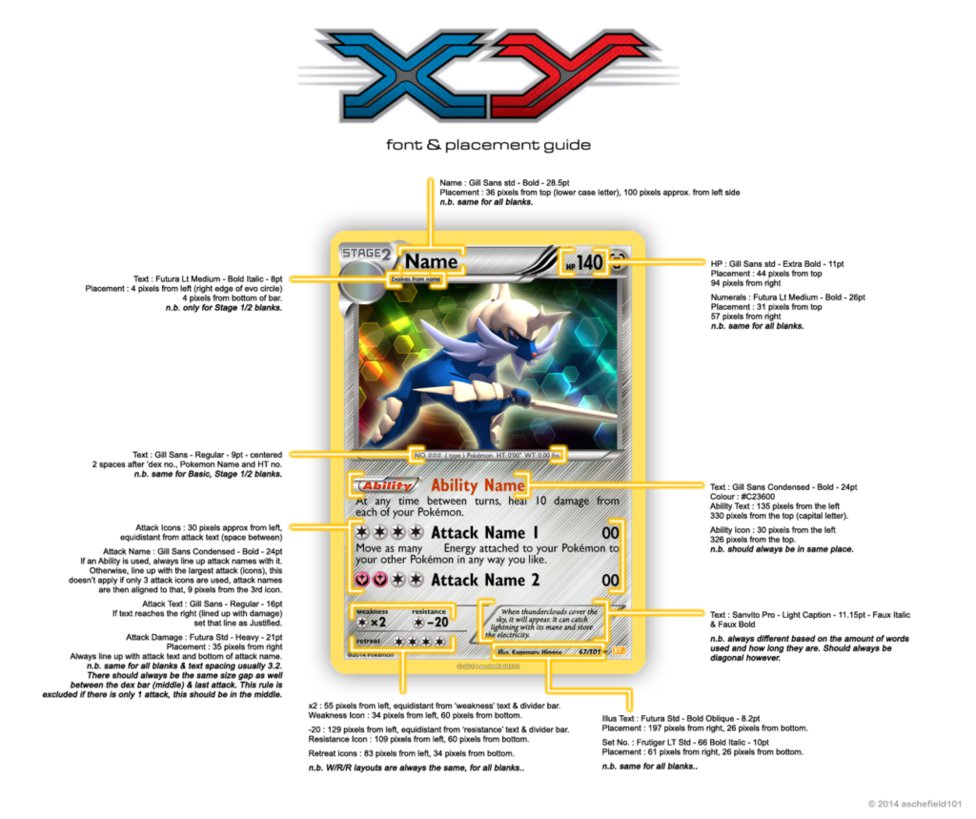 XY
font & placement guide
Name : Gill Sans std - Bold - 28.5pt
Placement : 36 pixels from top (lower case letter), 100 pixels approx. from left side
n.b. same for all blanks.
Text : Futura Lt Medium - Bold Italic - 8pt
Placement : 4 pixels from left (right edge of evo circle)
4 pixels from bottom of bar.
n.b. only for Stage 1/2 blanks.
STAGE2
Name
HP 140
Evolves from name
HP : Gill Sans std - Extra Bold - 11pt
Placement : 44 pixels from top
94 pixels from right
Numerals : Futura Lt Medium - Bold - 26pt
Placement : 31 pixels from top
57 pixels from right
n.b. same for all blanks.
Text : Gill Sans - Regular - 9pt - centered
2 spaces after 'dex no., Pokemon Name and HT no.
n.b. same for Basic, Stage 1/2 blanks.
NO. ###. ( type ) Pokémon HT: 0'00" WT: 0.00 lbs.
Ability Ability Name
At any time between turns, heal 10 damage from
each of your Pokémon.
Attack Name 1 00
Move as many Energy attached to your Pokémon to
your other Pokémon in any way you like.
Attack Name 2 00
Text : Gill Sans Condensed - Bold - 24pt
Colour : #C23600
Ability Text : 135 pixels from the left
330 pixels from the top (capital letter).
Ability Icon : 30 pixels from the left
326 pixels from the top.
n.b. should always be in same place.
Attack Icons : 30 pixels approx from left,
equidistant from attack text (space between)
Attack Name : Gill Sans Condensed - Bold - 24pt
If an Ability is used, always line up attack names with it.
Otherwise, line up with the largest attack (icons), this
doesn't apply if only 3 attack icons are used, attack names
are then aligned to that, 9 pixels from the 3rd icon.
Attack Text : Gill Sans - Regular - 16pt
If text reaches the right (lined up with damage)
set that line as Justified.
Attack Damage : Futura Std - Heavy - 21pt
Placement : 35 pixels from right
Always line up with attack text and bottom of attack name.
n.b. same for all blanks & text spacing usually 3.2.
There should always be the same size gap as well
between the dex bar (middle) & last attack. This rule is
excluded if there is only 1 attack, this should be in the middle.
weakness resistance
×2 -20
retreat
When thunderclouds cover the
sky, it will appear. It can catch
lightning with its mane and store
the electricity.
Illus. Kagemaru Himeno 67/101
©2014 Pokémon
©2014 aschefield101
Text : Sanvito Pro - Light Caption - 11.15pt - Faux Italic
& Faux Bold
n.b. always different based on the amount of words
used and how long they are. Should always be
diagonal however.
x2 : 55 pixels from left, equidistant from 'weakness' text & divider bar.
Weakness Icon : 34 pixels from left, 60 pixels from bottom.
-20 : 129 pixels from left, equidistant from 'resistance' text & divider bar.
Resistance Icon : 109 pixels from left, 60 pixels from bottom.
Retreat icons : 83 pixels from left, 34 pixels from bottom.
n.b. W/R/R layouts are always the same, for all blanks..
Illus Text : Futura Std - Bold Oblique - 8.2pt
Placement : 197 pixels from right, 26 pixels from bottom.
Set No. : Frutiger LT Std - 66 Bold Italic - 10pt
Placement : 61 pixels from right, 26 pixels from bottom.
n.b. same for all blanks..
© 2014 aschefield101